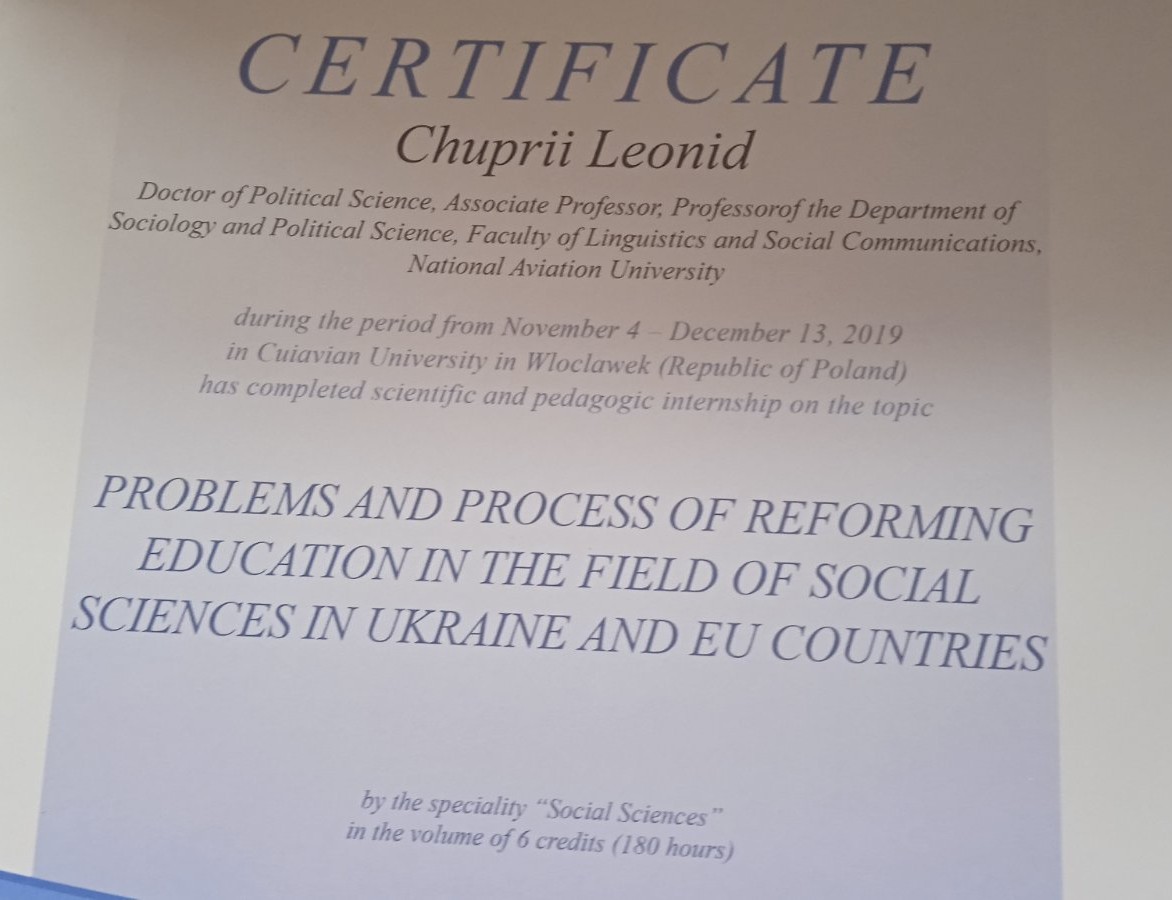 CERTIFICATE
Chuprii Leonid
Doctor of Political Science, Associate Professor, Professorof the Department of
Sociology and Political Science, Faculty of Linguistics and Social Communications,
National Aviation University
during the period from November 4 – December 13, 2019
in Cuiavian University in Wloclawek (Republic of Poland)
has completed scientific and pedagogic internship on the topic
PROBLEMS AND PROCESS OF REFORMING
EDUCATION IN THE FIELD OF SOCIAL
SCIENCES IN UKRAINE AND EU COUNTRIES
by the speciality “Social Sciences”
in the volume of 6 credits (180 hours)